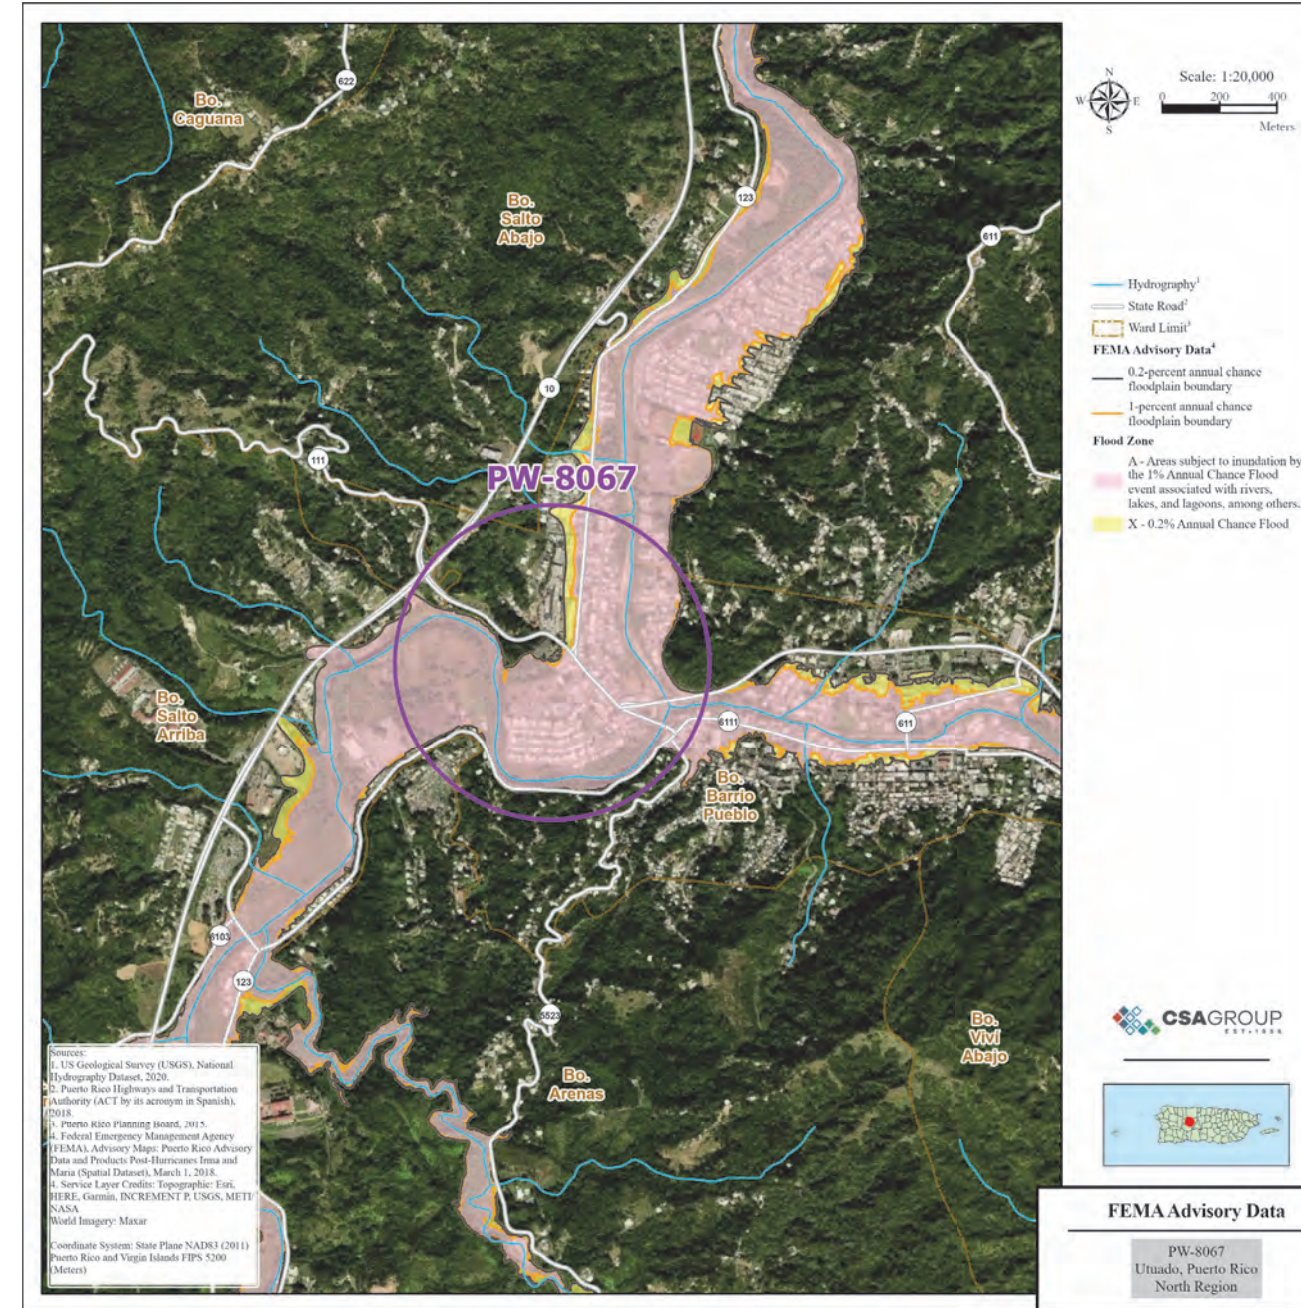 622
Bo.
Caguana
Bo.
Salto
Abajo
123
611
10
111
PW-8067
Bo.
Salto
Arriba
6111
611
Bo.
Barrio
Pueblo
6103
123
5523
Bo.
Arenas
Bo.
Viví
Abajo
Sources:
1. US Geological Survey (USGS), National
Hydrography Dataset, 2020.
2. Puerto Rico Highways and Transportation
Authority (ACT by its acronym in Spanish),
2018.
3. Puerto Rico Planning Board, 2015.
4. Federal Emergency Management Agency
(FEMA), Advisory Maps: Puerto Rico Advisory
Data and Products Post-Hurricanes Irma and
Maria (Spatial Dataset), March 1, 2018.
4. Service Layer Credits: Topographic: Esri,
HERE, Garmin, INCREMENT P, USGS, METI/
NASA
World Imagery: Maxar
Coordinate System: State Plane NAD83 (2011)
Puerto Rico and Virgin Islands FIPS 5200
(Meters)
N
W E
S
Scale: 1:20,000
0 200 400
Meters
Hydrography1
State Road2
Ward Limit3
FEMA Advisory Data4
0.2-percent annual chance
floodplain boundary
1-percent annual chance
floodplain boundary
Flood Zone
A - Areas subject to inundation by
the 1% Annual Chance Flood
event associated with rivers,
lakes, and lagoons, among others.
X - 0.2% Annual Chance Flood
CSAGROUP
FEMA Advisory Data
PW-8067
Utuado, Puerto Rico
North Region